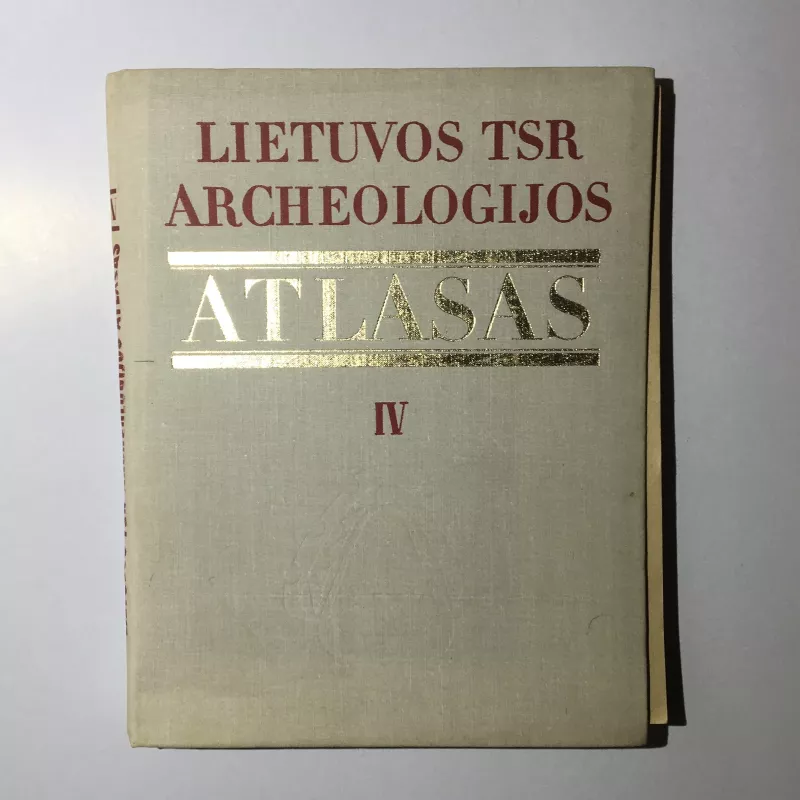 LIETUVOS TSR
ARCHEOLOGIJOS
ATLASAS
IV